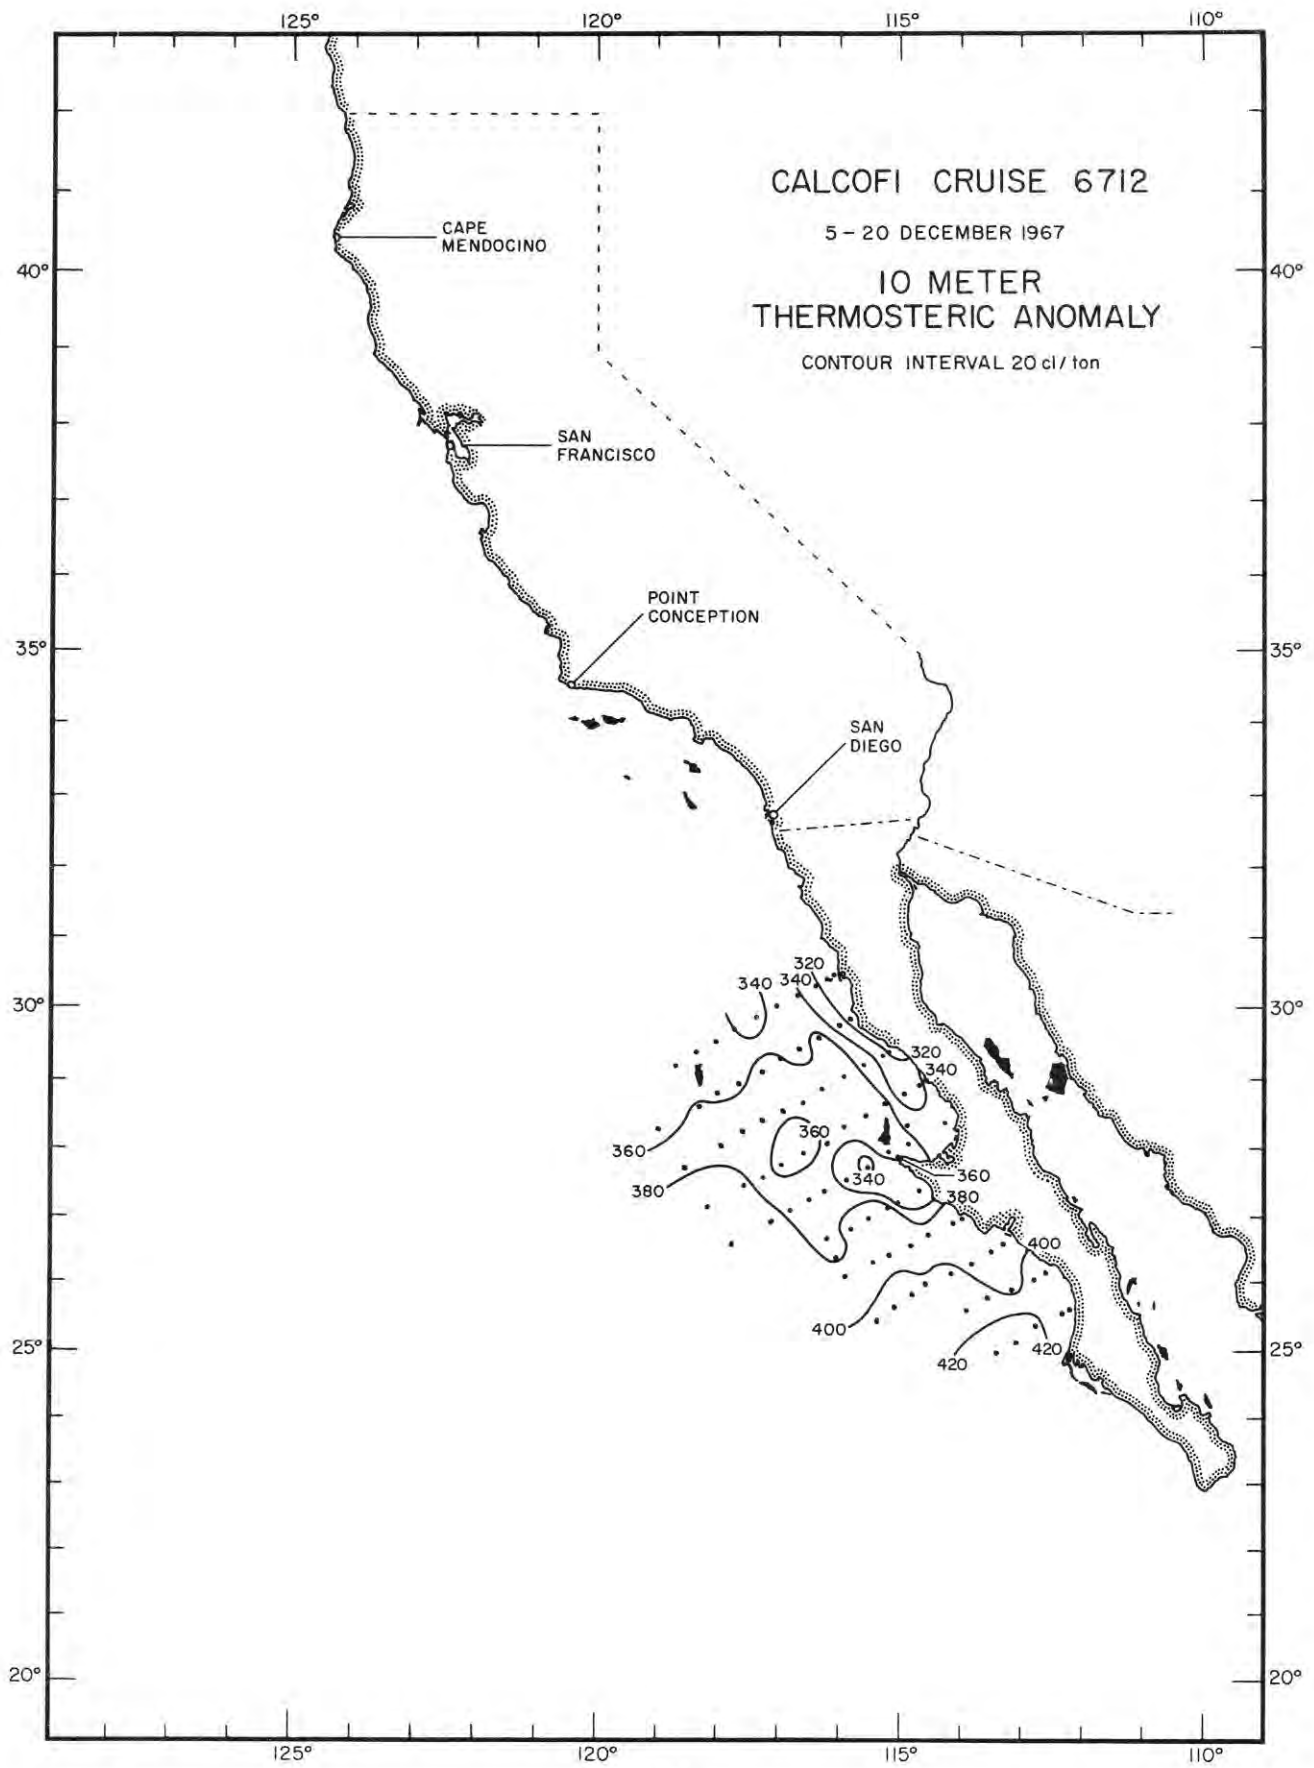 125° 120° 115° 110°
CALCOFI CRUISE 6712
5-20 DECEMBER 1967
10 METER
THERMOSTERIC ANOMALY
CONTOUR INTERVAL 20 cl/ton
CAPE
MENDOCINO
40° 40°
SAN
FRANCISCO
POINT
CONCEPTION
35° 35°
SAN
DIEGO
320
340 340
30° 30°
320
340
360
360
340 360
380 380
400
400
420
420
25° 25°
20° 20°
125° 120° 115° 110°